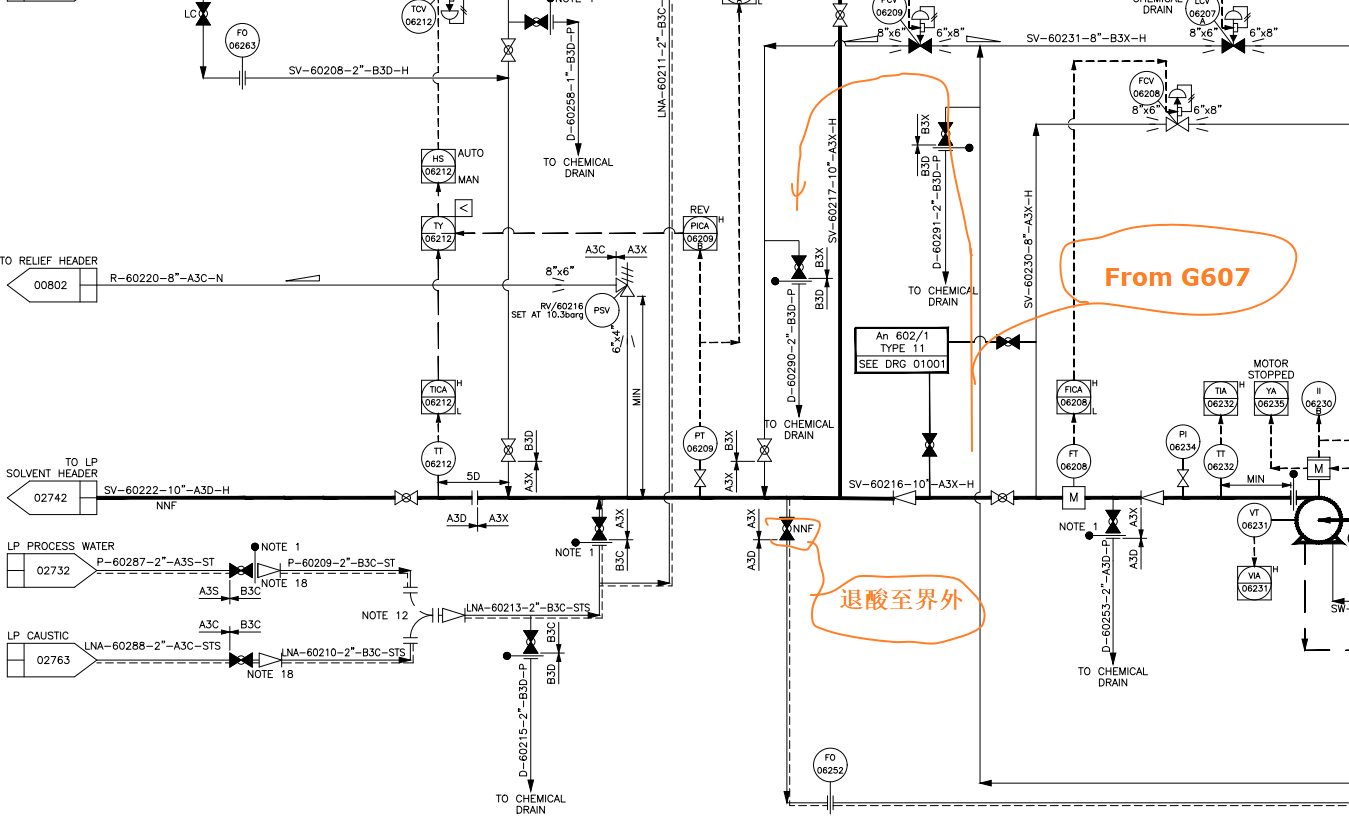 LC
FO
06263
SV-60208-2"-B3D-H
TCV
06212
NOTE 1
D-60258-1"-B3D-P
TO CHEMICAL
DRAIN
LNA-60211-2"-B3C-
L
FCV
06209
8"x6"
6"x8"
SV-60231-8"-B3X-H
CHEMICAL
DRAIN
LCV
06207
A
8"x6"
6"x8"
FCV
06208
8"x6"
6"x8"
HS
06212
AUTO
MAN
TY
06212
<
REV
PICA
06209
B
H
SV-60217-10"-A3X-H
B3X
B3D
D-60291-2"-B3D-P
TO CHEMICAL
DRAIN
SV-60230-8"-A3X-H
From G607
TO RELIEF HEADER
00802
R-60220-8"-A3C-N
8"x6"
A3C
A3X
RV/60216
SET AT 10.3barg
PSV
6"x4"
MIN
B3X
B3D
D-60290-2"-B3D-P
TO CHEMICAL
DRAIN
An 602/1
TYPE 11
SEE DRG 01001
TICA
06212
H
L
TT
06212
5D
B3D
A3X
PT
06209
B3X
A3X
FICA
06208
H
L
FT
06208
M
PI
06234
TIA
06232
H
TT
06232
MIN
MOTOR
STOPPED
YA
06235
II
06230
B
M
TO LP
SOLVENT HEADER
02742
SV-60222-10"-A3D-H
NNF
A3D
A3X
SV-60216-10"-A3X-H
NOTE 1
A3X
B3C
A3X
A3D
NNF
NOTE 1
A3X
A3D
D-60253-2"-A3D-P
TO CHEMICAL
DRAIN
VT
06231
VIA
06231
H
SW-
LP PROCESS WATER
02732
P-60287-2"-A3S-ST
NOTE 1
NOTE 18
P-60209-2"-B3C-ST
A3S
B3C
NOTE 12
LNA-60213-2"-B3C-STS
退酸至界外
LP CAUSTIC
02763
LNA-60288-2"-A3C-STS
A3C
B3C
NOTE 18
LNA-60210-2"-B3C-STS
B3C
B3D
D-60215-2"-B3D-P
TO CHEMICAL
DRAIN
FO
06252